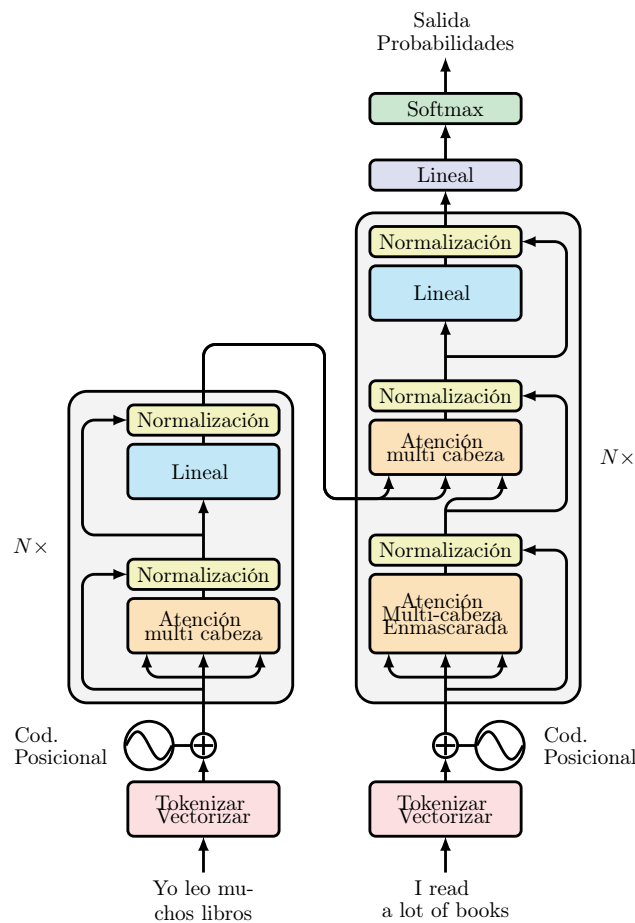 Salida
Probabilidades
Softmax
Lineal
Normalización
Lineal
Normalización
Atención
multi cabeza
N×
Normalización
Atención
Multi-cabeza
Enmascarada
Cod.
Posicional
Tokenizar
Vectorizar
I read
a lot of books
Normalización
Lineal
N×
Normalización
Atención
multi cabeza
Cod.
Posicional
Tokenizar
Vectorizar
Yo leo mu-
chos libros